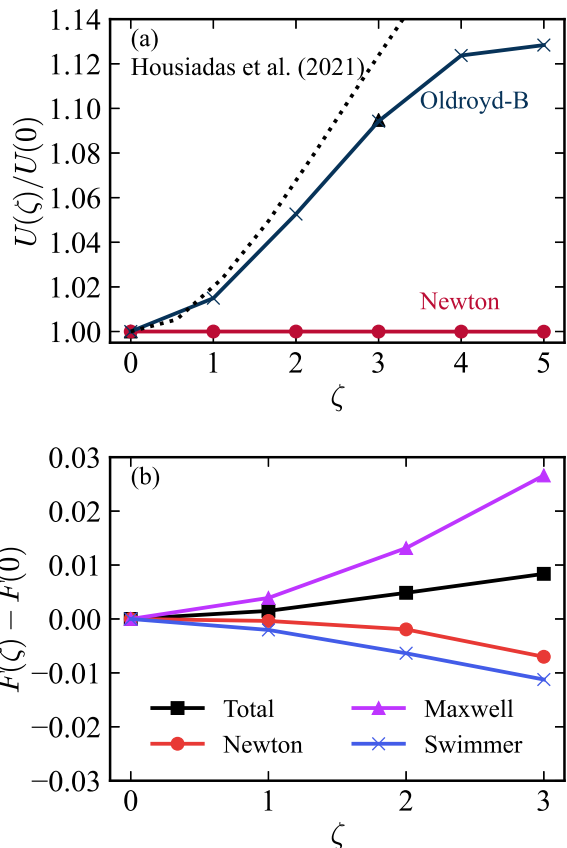 (a)
Housiadas et al. (2021)
Oldroyd-B
Newton
1.14
1.12
1.10
1.08
1.06
1.04
1.02
1.00
U(ζ)/U(0)
0 1 2 3 4 5
ζ
(b)
0.03
0.02
0.01
0.00
−0.01
−0.02
−0.03
F(ζ) − F(0)
Total Maxwell
Newton Swimmer
0 1 2 3
ζ